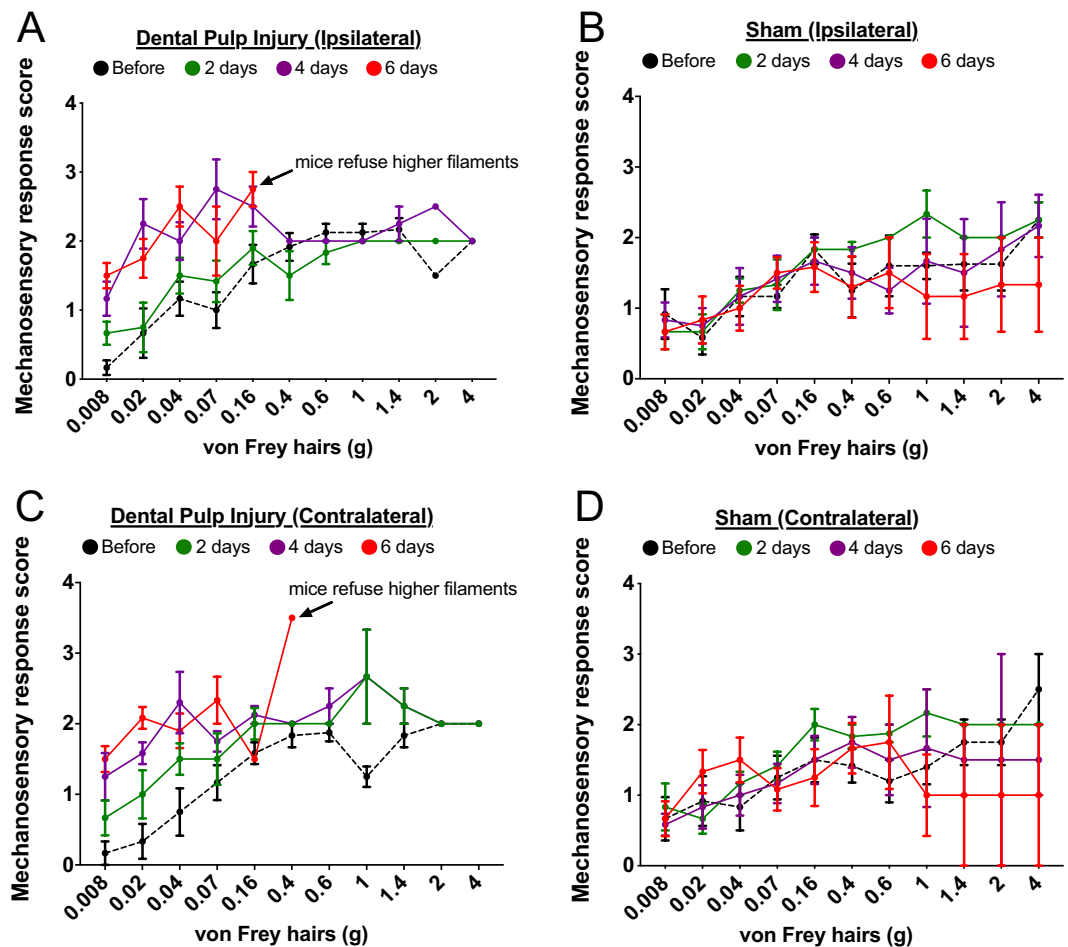 A
Dental Pulp Injury (Ipsilateral)
Before 2 days 4 days 6 days
Mechanosensory response score
4
3
2
1
0
mice refuse higher filaments
0.008 0.02 0.04 0.07 0.16 0.4 0.6 1 1.4 2 4
von Frey hairs (g)
B
Sham (Ipsilateral)
Before 2 days 4 days 6 days
Mechanosensory response score
4
3
2
1
0
0.008 0.02 0.04 0.07 0.16 0.4 0.6 1 1.4 2 4
von Frey hairs (g)
C
Dental Pulp Injury (Contralateral)
Before 2 days 4 days 6 days
Mechanosensory response score
4
3
2
1
0
mice refuse higher filaments
0.008 0.02 0.04 0.07 0.16 0.4 0.6 1 1.4 2 4
von Frey hairs (g)
D
Sham (Contralateral)
Before 2 days 4 days 6 days
Mechanosensory response score
4
3
2
1
0
0.008 0.02 0.04 0.07 0.16 0.4 0.6 1 1.4 2 4
von Frey hairs (g)